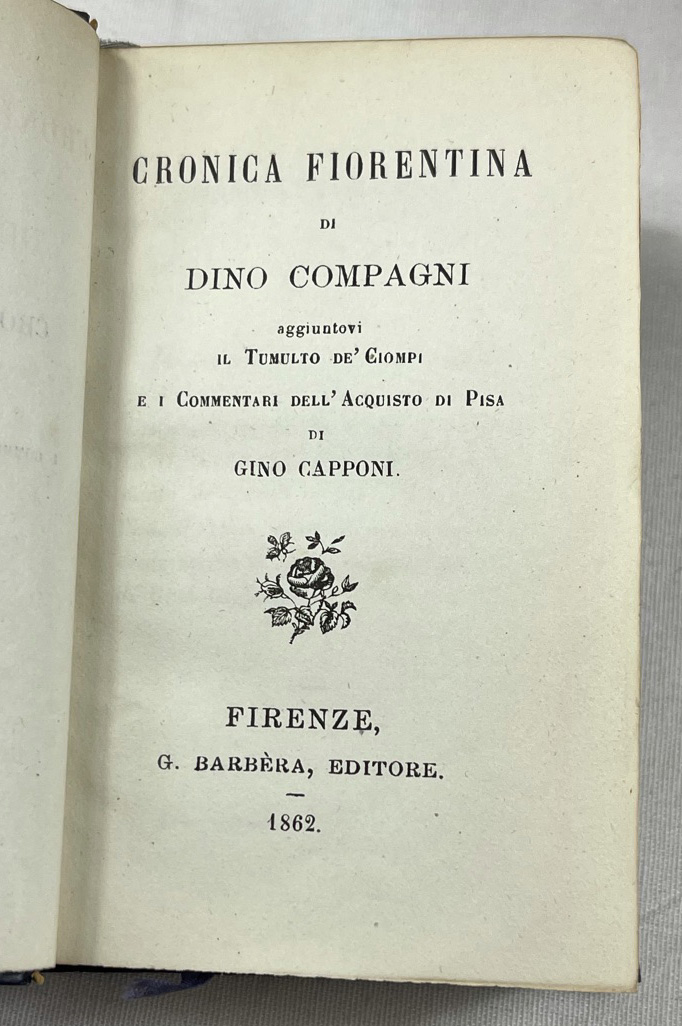 CRONICA FIORENTINA
DI
DINO COMPAGNI
aggiuntovi
IL TUMULTO DE' CIOMPI
E I COMMENTARI DELL' ACQUISTO DI PISA
DI
GINO CAPPONI.
FIRENZE,
G. BARBÈRA, EDITORE.
—
1862.